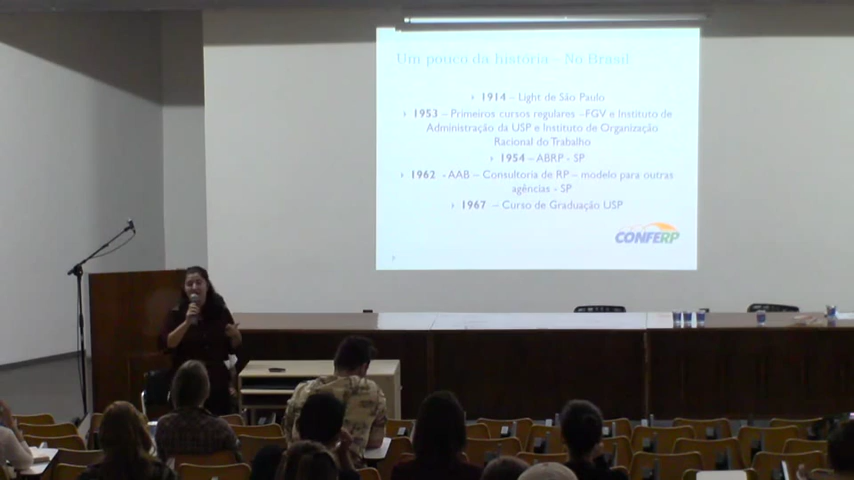 Um pouco da história - No Brasil
› 1914 – Light de São Paulo
› 1953 – Primeiros cursos regulares –FGV e Instituto de
Administração da USP e Instituto de Organização
Racional do Trabalho
› 1954 – ABRP - SP
› 1962 - AAB – Consultoria de RP – modelo para outras
agências - SP
› 1967 – Curso de Graduação USP
CONFERP